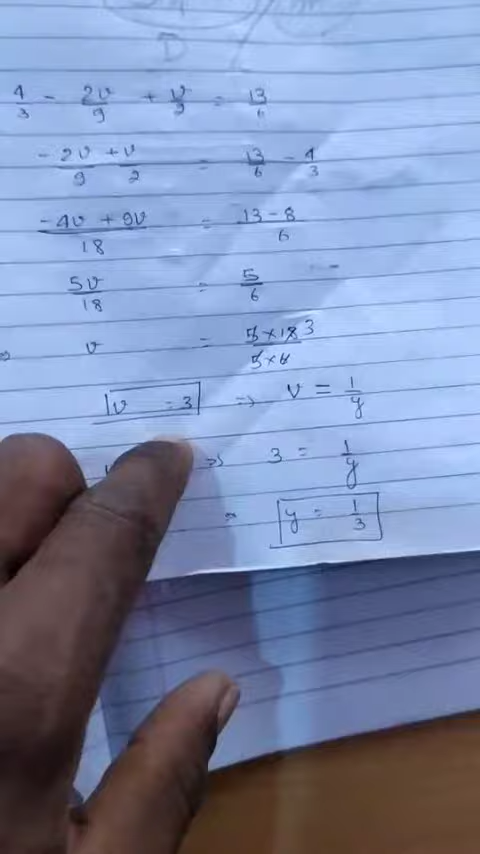 D
4/3 - 2v/9 + v/2 = 13/6
-2v/9 + v/2 = 13/6 - 4/3
(-4v + 9v)/18 = (13 - 8)/6
5v/18 = 5/6
⇒ v = (5 × 18 3)/(5 × 6)
v = 3 ⇒ v = 1/y
⇒ 3 = 1/y
= y = 1/3